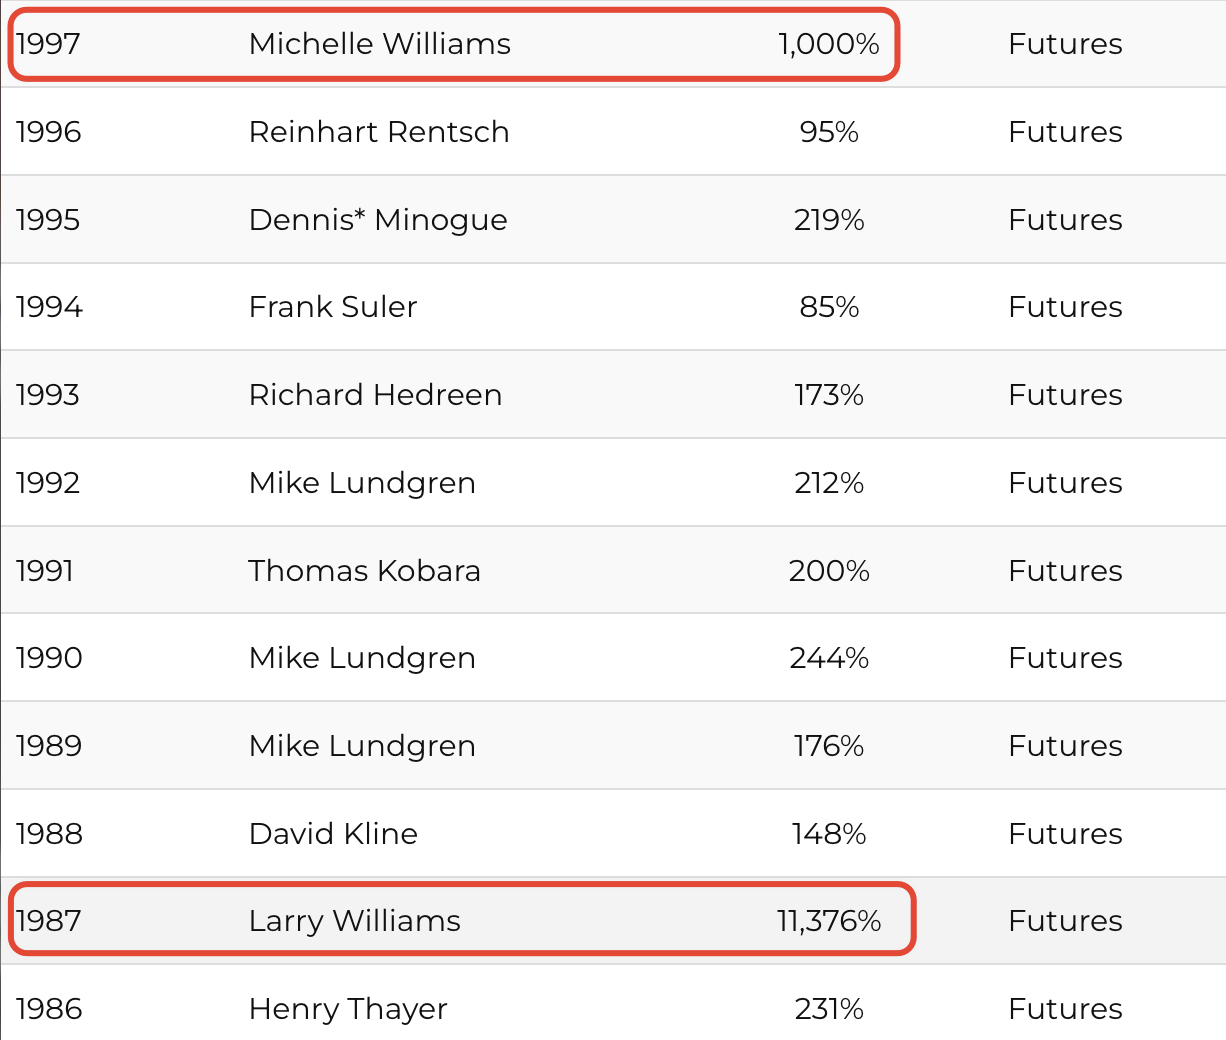 1997 Michelle Williams 1,000% Futures
1996 Reinhart Rentsch 95% Futures
1995 Dennis* Minogue 219% Futures
1994 Frank Suler 85% Futures
1993 Richard Hedreen 173% Futures
1992 Mike Lundgren 212% Futures
1991 Thomas Kobara 200% Futures
1990 Mike Lundgren 244% Futures
1989 Mike Lundgren 176% Futures
1988 David Kline 148% Futures
1987 Larry Williams 11,376% Futures
1986 Henry Thayer 231% Futures